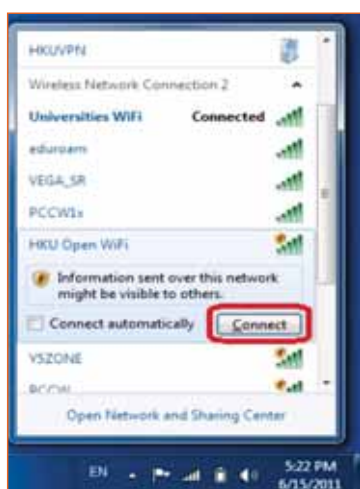 HKUVPN
Wireless Network Connection 2
Universities WiFi Connected
eduroam
VEGA_SR
PCCW1x
HKU Open WiFi
Information sent over this network
might be visible to others.
Connect automatically Connect
Y5ZONE
PCCW
Open Network and Sharing Center
EN 5:22 PM
6/15/2011